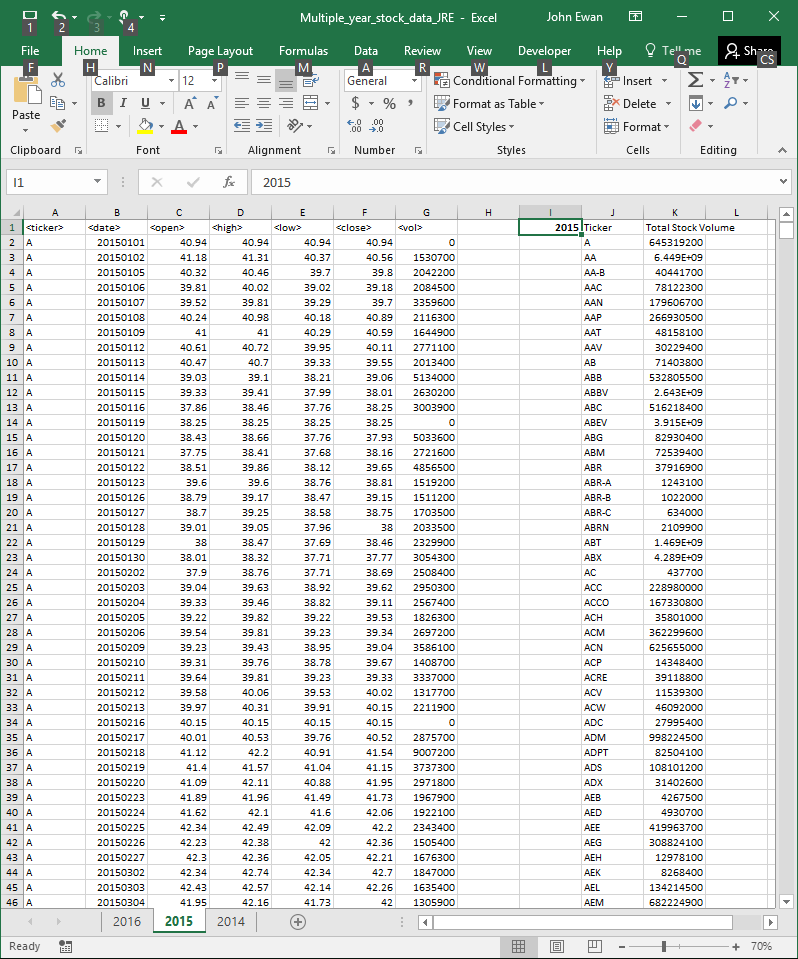 Multiple_year_stock_data_JRE - Excel John Ewan
1 2 3 4
File Home Insert Page Layout Formulas Data Review View Developer Help Tell me Share
F H N P M A R W L Y Q CS
Calibri 12 General Conditional Formatting Insert
Paste B I U A A $ % , Format as Table Delete
A Cell Styles Format
Clipboard Font Alignment Number Styles Cells Editing
I1 fx 2015
A B C D E F G H I J K L
1 <ticker> <date> <open> <high> <low> <close> <vol> 2015 Ticker Total Stock Volume
2 A 20150101 40.94 40.94 40.94 40.94 0 A 645319200
3 A 20150102 41.18 41.31 40.37 40.56 1530700 AA 6.449E+09
4 A 20150105 40.32 40.46 39.7 39.8 2042200 AA-B 40441700
5 A 20150106 39.81 40.02 39.02 39.18 2084500 AAC 78122300
6 A 20150107 39.52 39.81 39.29 39.7 3359600 AAN 179606700
7 A 20150108 40.24 40.98 40.18 40.89 2116300 AAP 266930500
8 A 20150109 41 41 40.29 40.59 1644900 AAT 48158100
9 A 20150112 40.61 40.72 39.95 40.11 2771100 AAV 30229400
10 A 20150113 40.47 40.7 39.33 39.55 2013400 AB 71403800
11 A 20150114 39.03 39.1 38.21 39.06 5134000 ABB 532805500
12 A 20150115 39.33 39.41 37.99 38.01 2630200 ABBV 2.643E+09
13 A 20150116 37.86 38.46 37.76 38.25 3003900 ABC 516218400
14 A 20150119 38.25 38.25 38.25 38.25 0 ABEV 3.915E+09
15 A 20150120 38.43 38.66 37.76 37.93 5033600 ABG 82930400
16 A 20150121 37.75 38.41 37.68 38.16 2721600 ABM 72539400
17 A 20150122 38.51 39.86 38.12 39.65 4856500 ABR 37916900
18 A 20150123 39.6 39.6 38.76 38.81 1519200 ABR-A 1243100
19 A 20150126 38.79 39.17 38.47 39.15 1511200 ABR-B 1022000
20 A 20150127 38.7 39.25 38.58 38.75 1703500 ABR-C 634000
21 A 20150128 39.01 39.05 37.96 38 2033500 ABRN 2109900
22 A 20150129 38 38.47 37.69 38.46 2329900 ABT 1.469E+09
23 A 20150130 38.01 38.32 37.71 37.77 3054300 ABX 4.289E+09
24 A 20150202 37.9 38.76 37.71 38.69 2508400 AC 437700
25 A 20150203 39.04 39.63 38.92 39.62 2950300 ACC 228980000
26 A 20150204 39.33 39.46 38.82 39.11 2567400 ACCO 167330800
27 A 20150205 39.22 39.82 39.22 39.53 1826300 ACH 35801000
28 A 20150206 39.54 39.81 39.23 39.34 2697200 ACM 362299600
29 A 20150209 39.23 39.43 38.95 39.04 3586100 ACN 625655000
30 A 20150210 39.31 39.76 38.78 39.67 1408700 ACP 14348400
31 A 20150211 39.64 39.81 39.23 39.33 3337000 ACRE 39118800
32 A 20150212 39.58 40.06 39.53 40.02 1317700 ACV 11539300
33 A 20150213 39.97 40.31 39.91 40.15 2211900 ACW 46092000
34 A 20150216 40.15 40.15 40.15 40.15 0 ADC 27995400
35 A 20150217 40.01 40.53 39.76 40.52 2875700 ADM 998224500
36 A 20150218 41.12 42.2 40.91 41.54 9007200 ADPT 82504100
37 A 20150219 41.4 41.57 41.04 41.15 3737300 ADS 108101200
38 A 20150220 41.09 42.11 40.88 41.95 2971800 ADX 31402600
39 A 20150223 41.89 41.96 41.49 41.73 1967900 AEB 4267500
40 A 20150224 41.62 42.1 41.6 42.06 1922100 AED 4930700
41 A 20150225 42.34 42.49 42.09 42.2 2343400 AEE 419963700
42 A 20150226 42.23 42.38 42 42.36 1505400 AEG 308824100
43 A 20150227 42.3 42.36 42.05 42.21 1676300 AEH 12978100
44 A 20150302 42.34 42.74 42.34 42.7 1847000 AEK 8268400
45 A 20150303 42.43 42.57 42.14 42.26 1635400 AEL 134214500
46 A 20150304 41.95 42.16 41.73 42 1305900 AEM 682224900
2016 2015 2014
Ready 70%